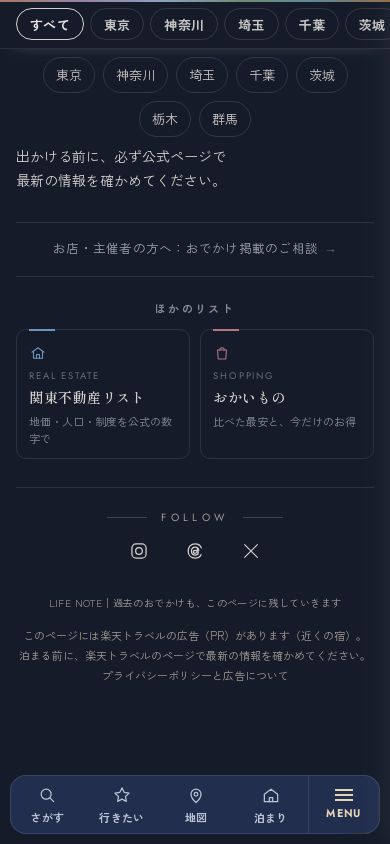 すべて 東京 神奈川 埼玉 千葉 茨城
東京 神奈川 埼玉 千葉 茨城
栃木 群馬
出かける前に、必ず公式ページで
最新の情報を確かめてください。
お店・主催者の方へ：おでかけ掲載のご相談 →
ほかのリスト
REAL ESTATE
関東不動産リスト
地価・人口・制度を公式の数
字で
SHOPPING
おかいもの
比べた最安と、今だけのお得
FOLLOW
LIFE NOTE｜過去のおでかけも、このページに残していきます
このページには楽天トラベルの広告（PR）があります（近くの宿）。
泊まる前に、楽天トラベルのページで最新の情報を確かめてください。
プライバシーポリシーと広告について
さがす 行きたい 地図 泊まり MENU